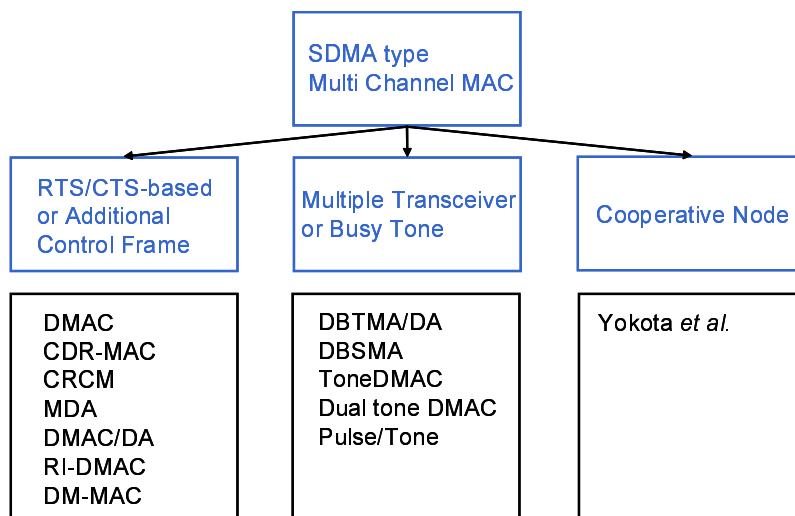 SDMA type
Multi Channel MAC
RTS/CTS-based
or Additional
Control Frame
Multiple Transceiver
or Busy Tone
Cooperative Node
DMAC
CDR-MAC
CRCM
MDA
DMAC/DA
RI-DMAC
DM-MAC
DBTMA/DA
DBSMA
ToneDMAC
Dual tone DMAC
Pulse/Tone
Yokota et al.